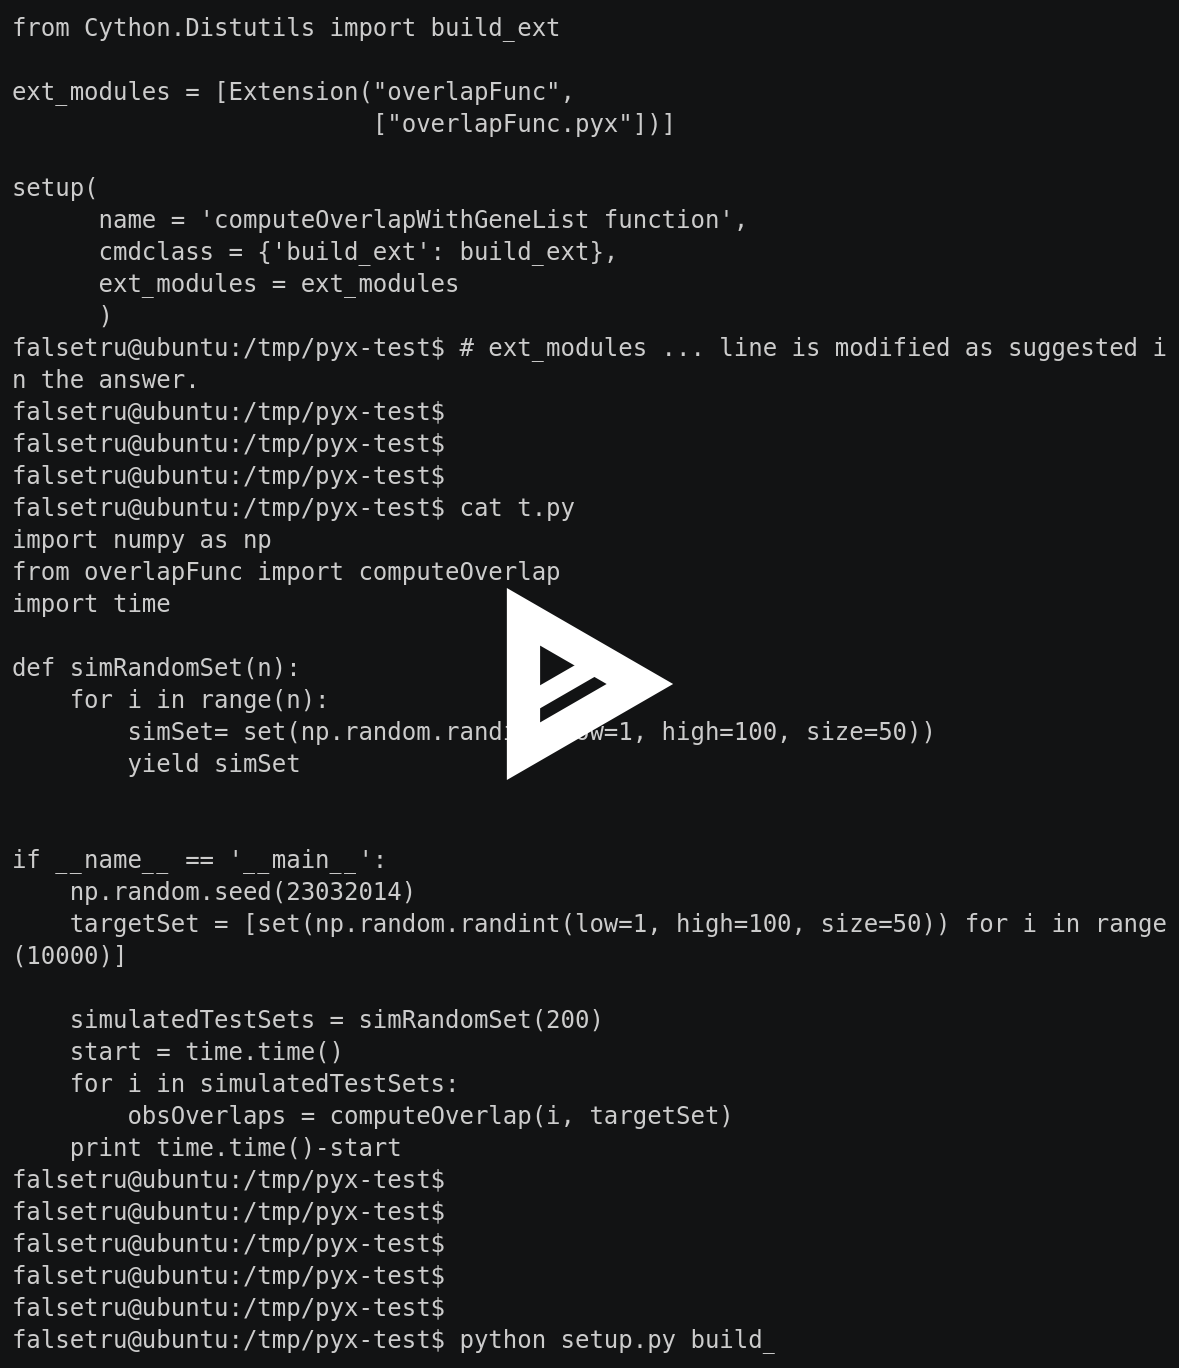 from Cython.Distutils import build_ext
ext_modules = [Extension("overlapFunc",
                         ["overlapFunc.pyx"])]
setup(
      name = 'computeOverlapWithGeneList function',
      cmdclass = {'build_ext': build_ext},
      ext_modules = ext_modules
      )
falsetru@ubuntu:/tmp/pyx-test$ # ext_modules ... line is modified as suggested i
n the answer.
falsetru@ubuntu:/tmp/pyx-test$
falsetru@ubuntu:/tmp/pyx-test$
falsetru@ubuntu:/tmp/pyx-test$
falsetru@ubuntu:/tmp/pyx-test$ cat t.py
import numpy as np
from overlapFunc import computeOverlap
import time
def simRandomSet(n):
    for i in range(n):
        simSet= set(np.random.randi ow=1, high=100, size=50))
        yield simSet
if __name__ == '__main__':
    np.random.seed(23032014)
    targetSet = [set(np.random.randint(low=1, high=100, size=50)) for i in range
(10000)]
    simulatedTestSets = simRandomSet(200)
    start = time.time()
    for i in simulatedTestSets:
        obsOverlaps = computeOverlap(i, targetSet)
    print time.time()-start
falsetru@ubuntu:/tmp/pyx-test$
falsetru@ubuntu:/tmp/pyx-test$
falsetru@ubuntu:/tmp/pyx-test$
falsetru@ubuntu:/tmp/pyx-test$
falsetru@ubuntu:/tmp/pyx-test$
falsetru@ubuntu:/tmp/pyx-test$ python setup.py build_